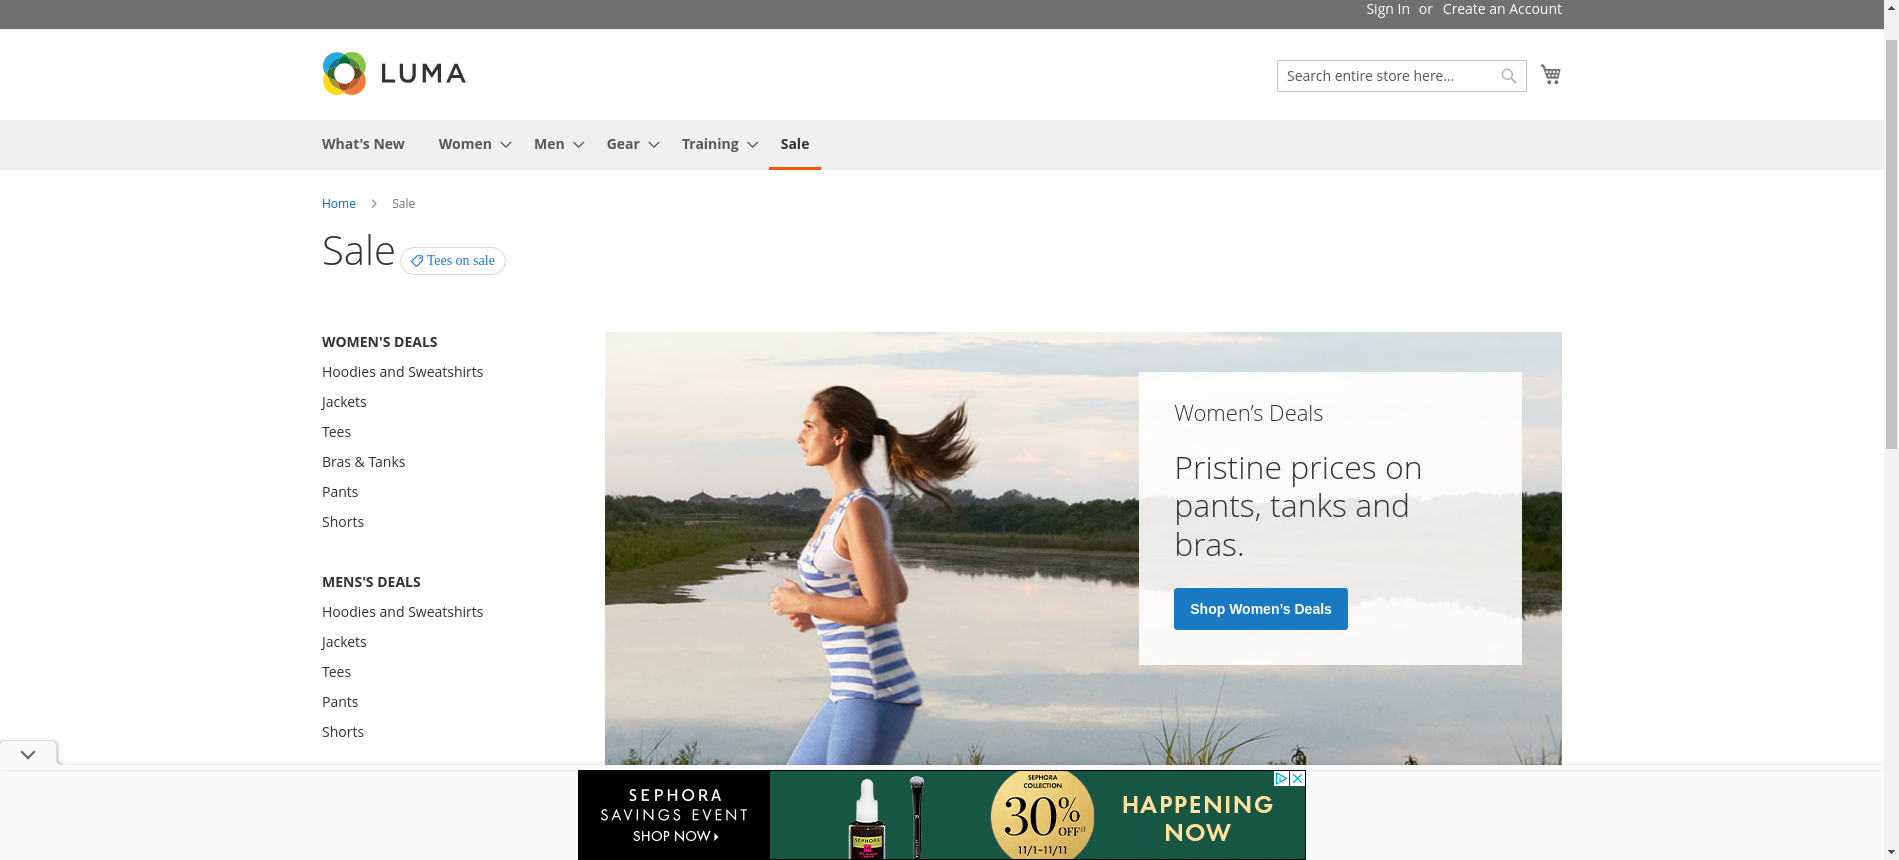 Sign In or Create an Account
LUMA
Search entire store here...
What's New Women Men Gear Training Sale
Home Sale
Sale Tees on sale
WOMEN'S DEALS
Hoodies and Sweatshirts
Jackets
Tees
Bras & Tanks
Pants
Shorts
MENS'S DEALS
Hoodies and Sweatshirts
Jackets
Tees
Pants
Shorts
Women's Deals
Pristine prices on
pants, tanks and
bras.
Shop Women's Deals
SEPHORA
SAVINGS EVENT
SHOP NOW
SEPHORA
SEPHORA
COLLECTION
30%
OFF
11/1-11/11
HAPPENING
NOW